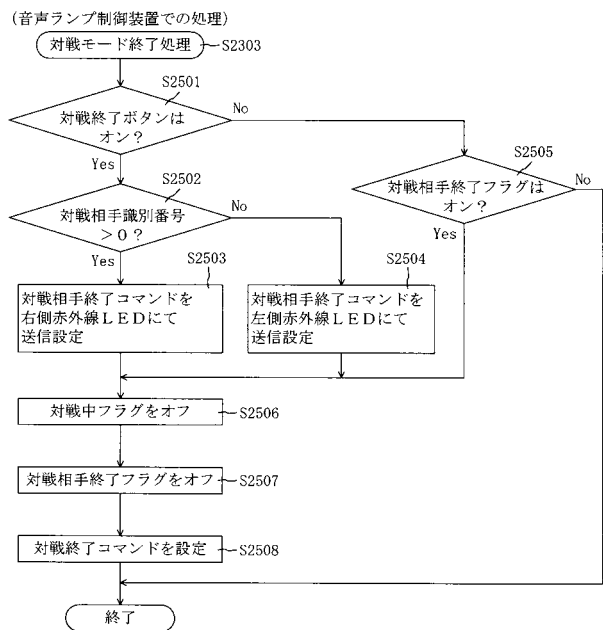 (音声ランプ制御装置での処理)
対戦モード終了処理
S2303
S2501
対戦終了ボタンは
オン？
No
Yes
S2505
対戦相手終了フラグは
オン？
No
Yes
S2502
対戦相手識別番号
＞０？
No
Yes
S2503
対戦相手終了コマンドを
右側赤外線ＬＥＤにて
送信設定
S2504
対戦相手終了コマンドを
左側赤外線ＬＥＤにて
送信設定
対戦中フラグをオフ
S2506
対戦相手終了フラグをオフ
S2507
対戦終了コマンドを設定
S2508
終了